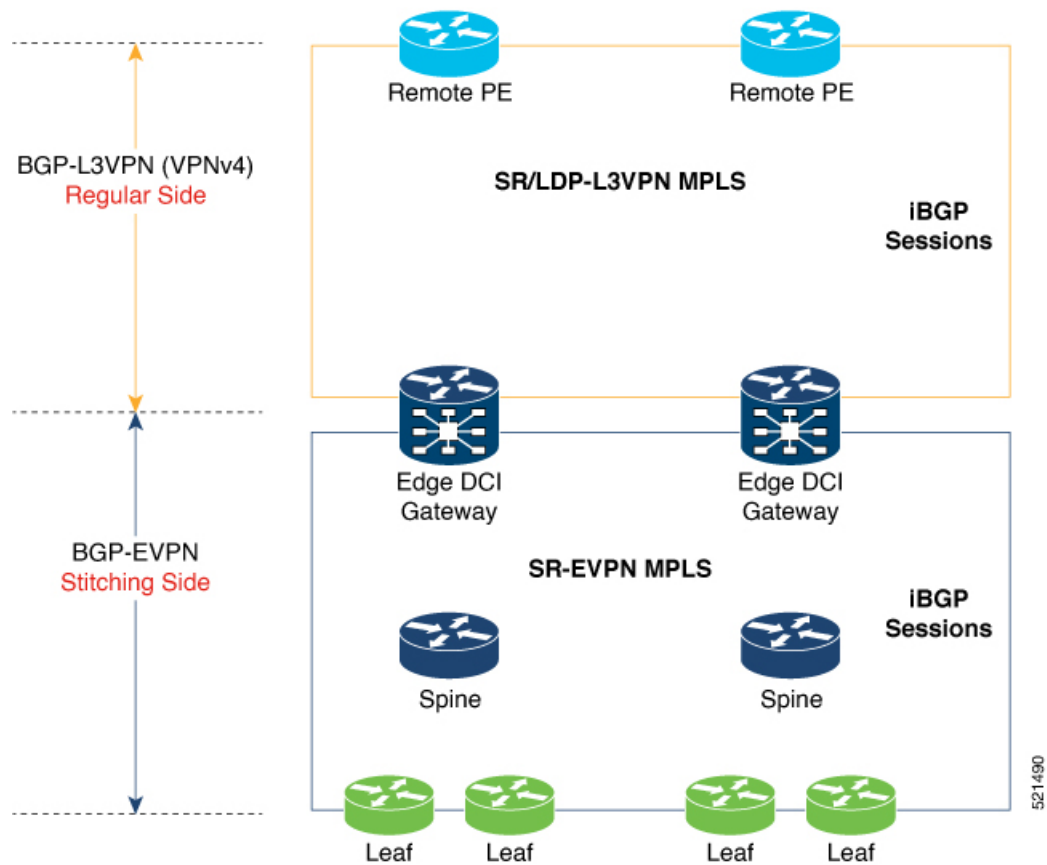 Remote PE
Remote PE
BGP-L3VPN (VPNv4)
Regular Side
SR/LDP-L3VPN MPLS
iBGP
Sessions
Edge DCI
Gateway
Edge DCI
Gateway
BGP-EVPN
Stitching Side
SR-EVPN MPLS
iBGP
Sessions
Spine
Spine
Leaf
Leaf
Leaf
Leaf
521490